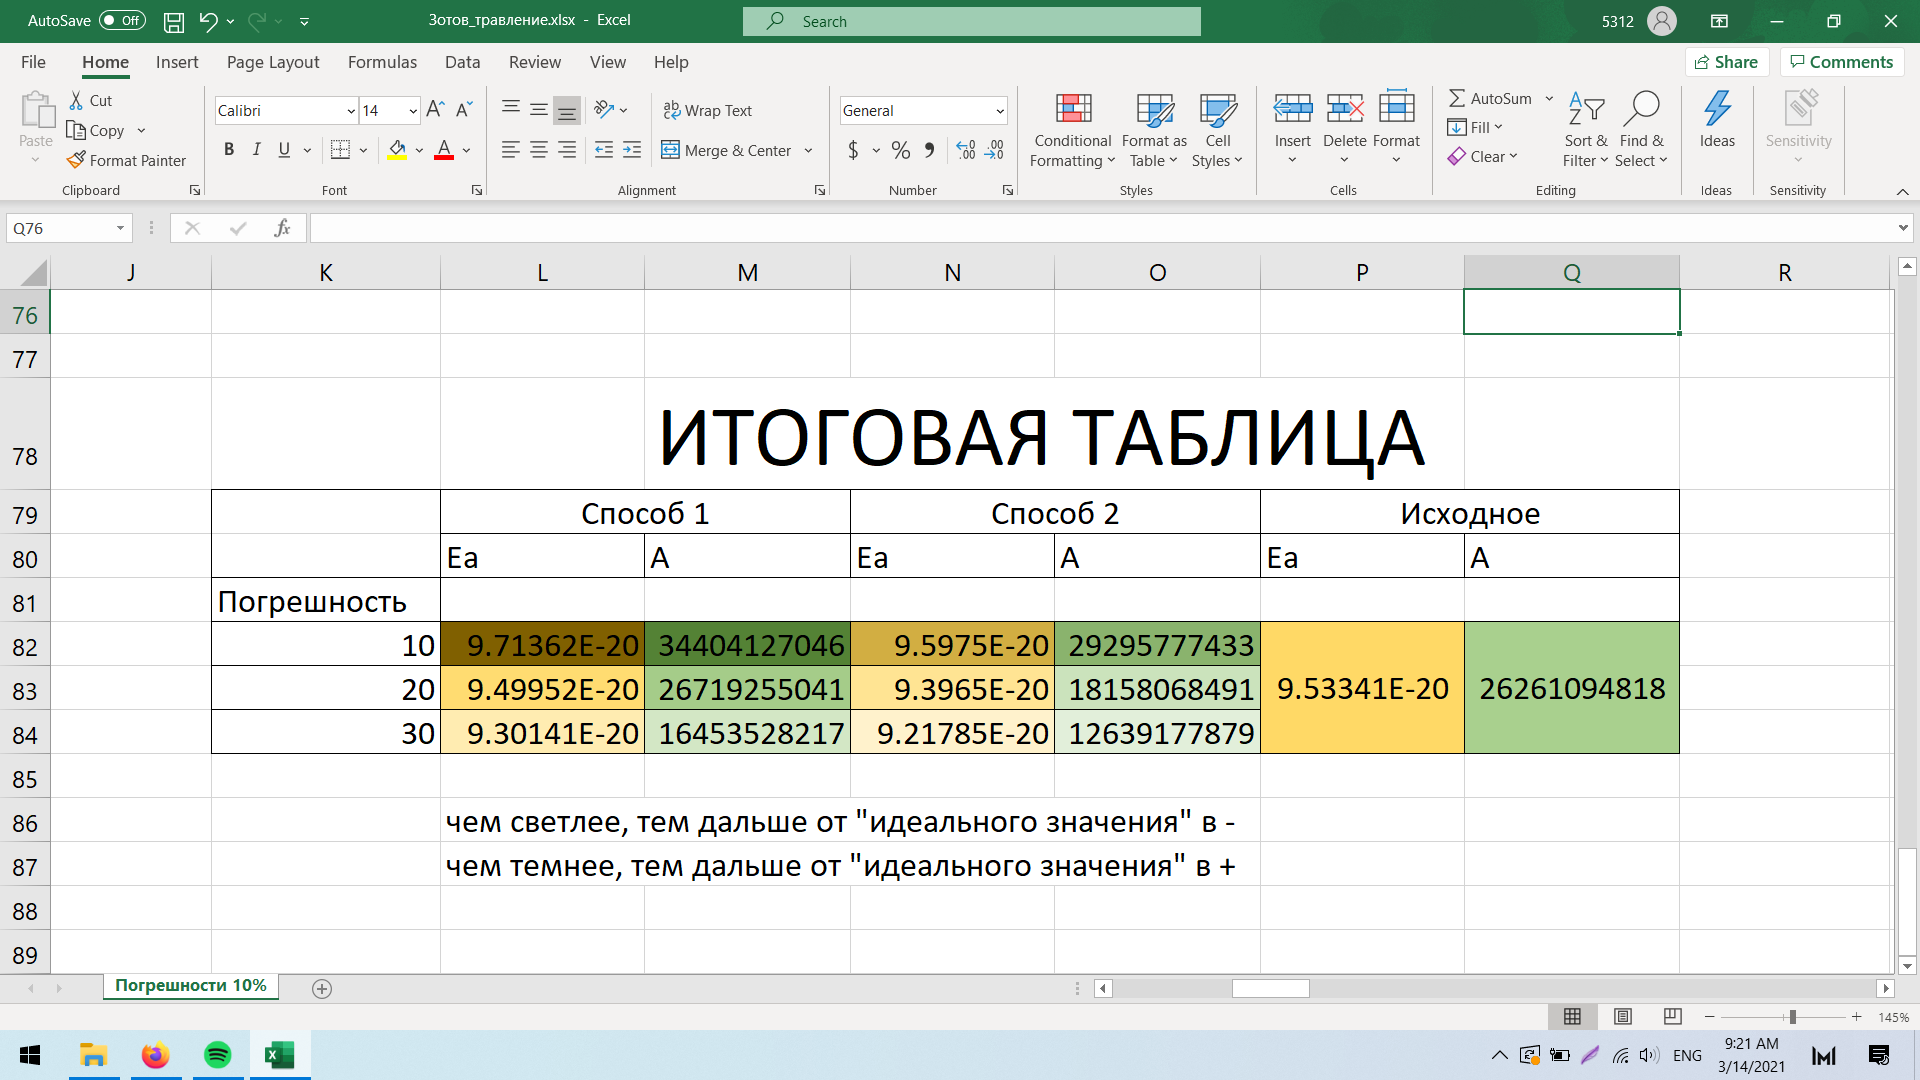 AutoSave Off Зотов_травление.xlsx - Excel Search 5312
File Home Insert Page Layout Formulas Data Review View Help Share Comments
Paste Cut Copy Format Painter Clipboard
Calibri 14 A A B I U A Font
Wrap Text Merge & Center Alignment
General $ % Number
Conditional Formatting Format as Table Cell Styles Styles
Insert Delete Format Cells
AutoSum Fill Clear Sort & Filter Find & Select Editing
Ideas Ideas
Sensitivity Sensitivity
Q76 fx
J K L M N O P Q R
76
77
78 ИТОГОВАЯ ТАБЛИЦА
79 Способ 1 Способ 2 Исходное
80 Ea A Ea A Ea A
81 Погрешность
82 10 9.71362E-20 34404127046 9.5975E-20 29295777433
83 20 9.49952E-20 26719255041 9.3965E-20 18158068491 9.53341E-20 26261094818
84 30 9.30141E-20 16453528217 9.21785E-20 12639177879
85
86 чем светлее, тем дальше от "идеального значения" в -
87 чем темнее, тем дальше от "идеального значения" в +
88
89
Погрешности 10%
145%
ENG 9:21 AM
3/14/2021